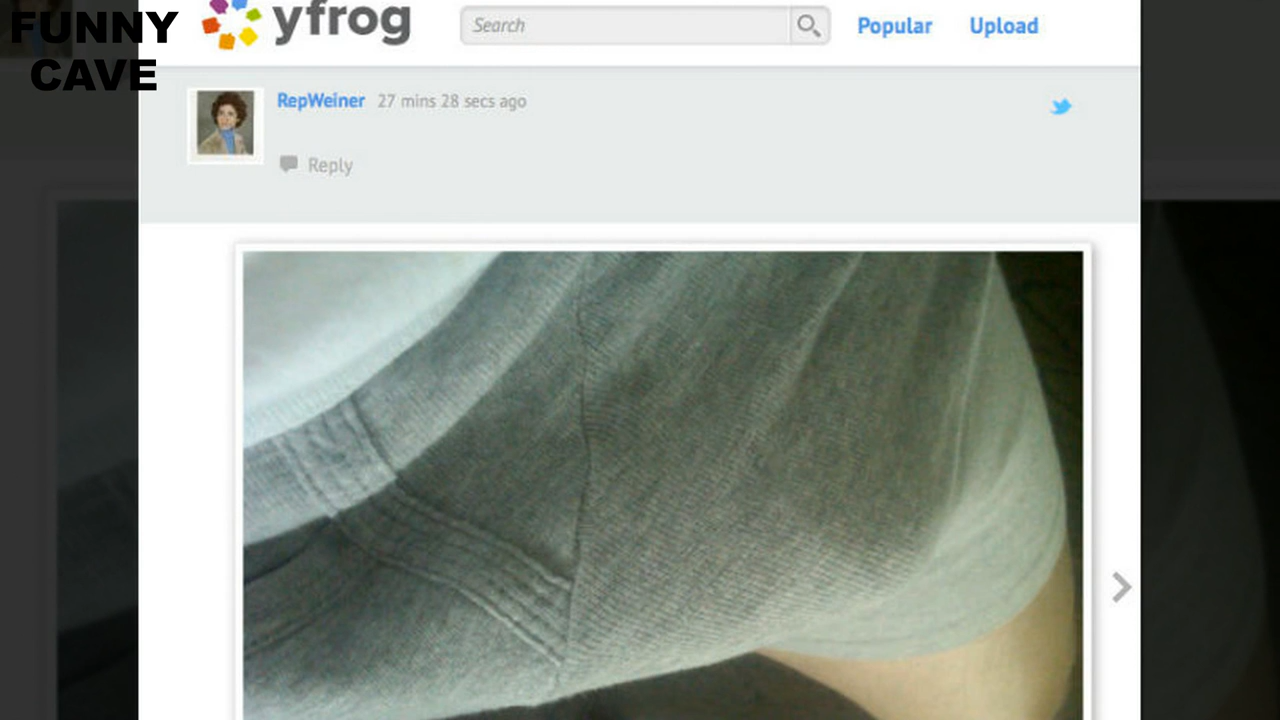 FUNNY
CAVE
yfrog
Search
Popular
Upload
RepWeiner 27 mins 28 secs ago
Reply